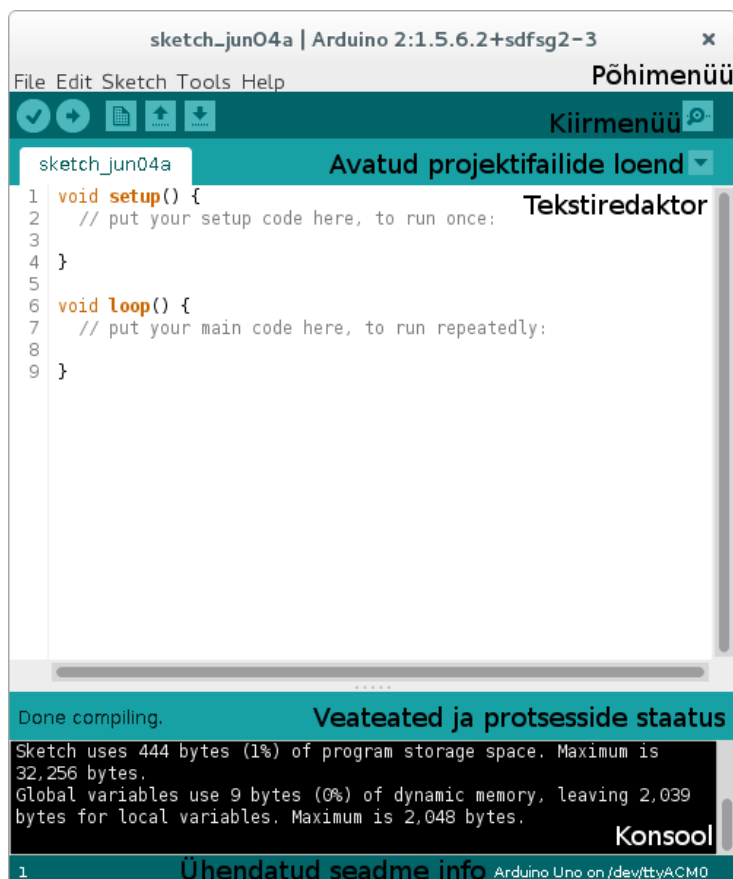 sketch_jun04a | Arduino 2:1.5.6.2+sdfsg2-3
File Edit Sketch Tools Help
Põhimenüü
Kiirmenüü
sketch_jun04a
Avatud projektifailide loend
Tekstiredaktor
1 void setup() {
2 // put your setup code here, to run once:
3
4 }
5
6 void loop() {
7 // put your main code here, to run repeatedly:
8
9 }
Done compiling.
Veateated ja protsesside staatus
Sketch uses 444 bytes (1%) of program storage space. Maximum is
32,256 bytes.
Global variables use 9 bytes (0%) of dynamic memory, leaving 2,039
bytes for local variables. Maximum is 2,048 bytes.
Konsool
1
Ühendatud seadme info
Arduino Uno on /dev/ttyACM0